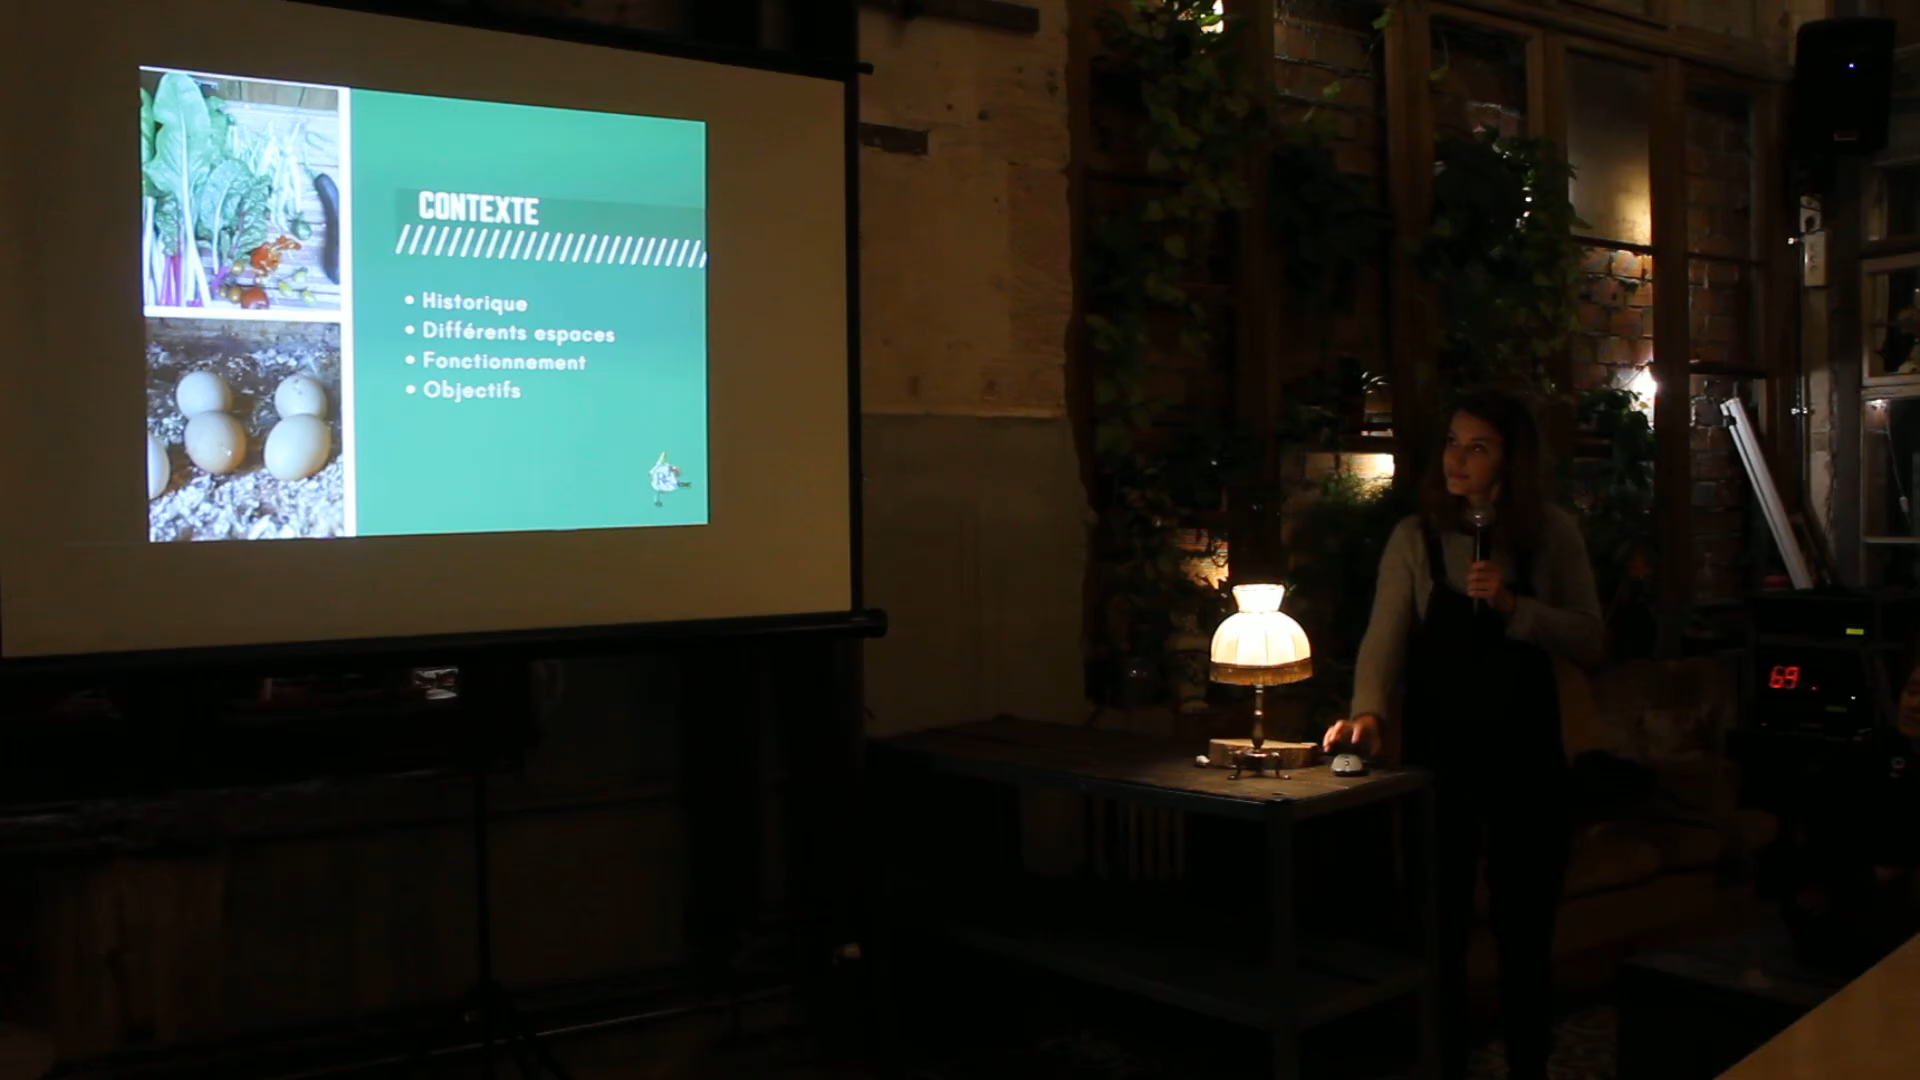 CONTEXTE
• Historique
• Différents espaces
• Fonctionnement
• Objectifs
69